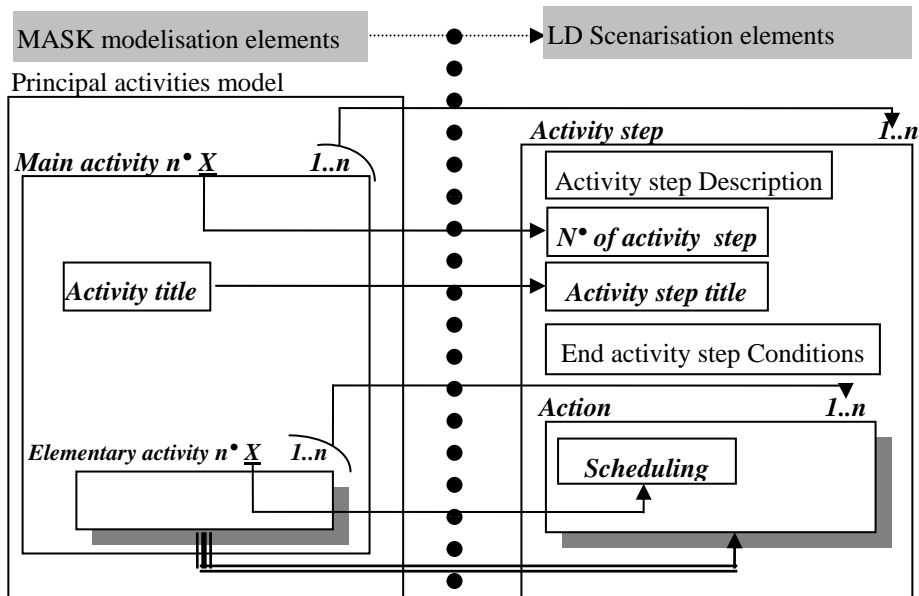 MASK modelisation elements
LD Scenarisation elements
Principal activities model
Activity step 1..n
Main activity n• X 1..n
Activity step Description
N• of activity step
Activity title
Activity step title
End activity step Conditions
Action 1..n
Elementary activity n• X 1..n
Scheduling